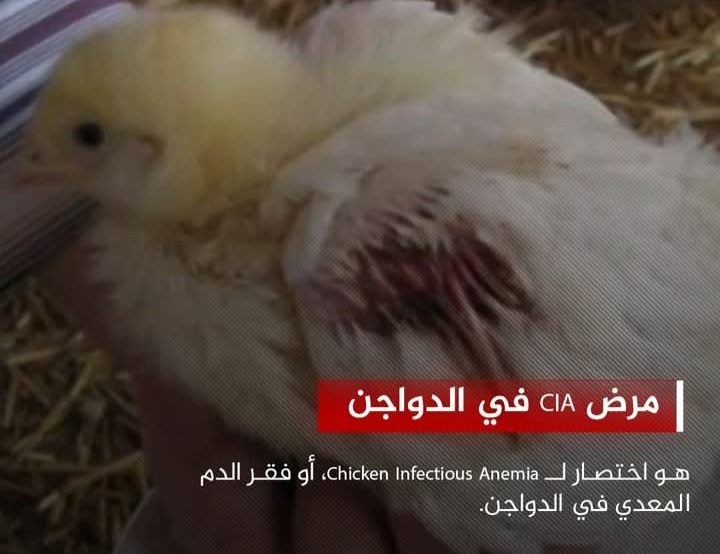 مرض CIA في الدواجن
هو اختصار لـ Chicken Infectious Anemia، أو فقر الدم
المعدي في الدواجن.